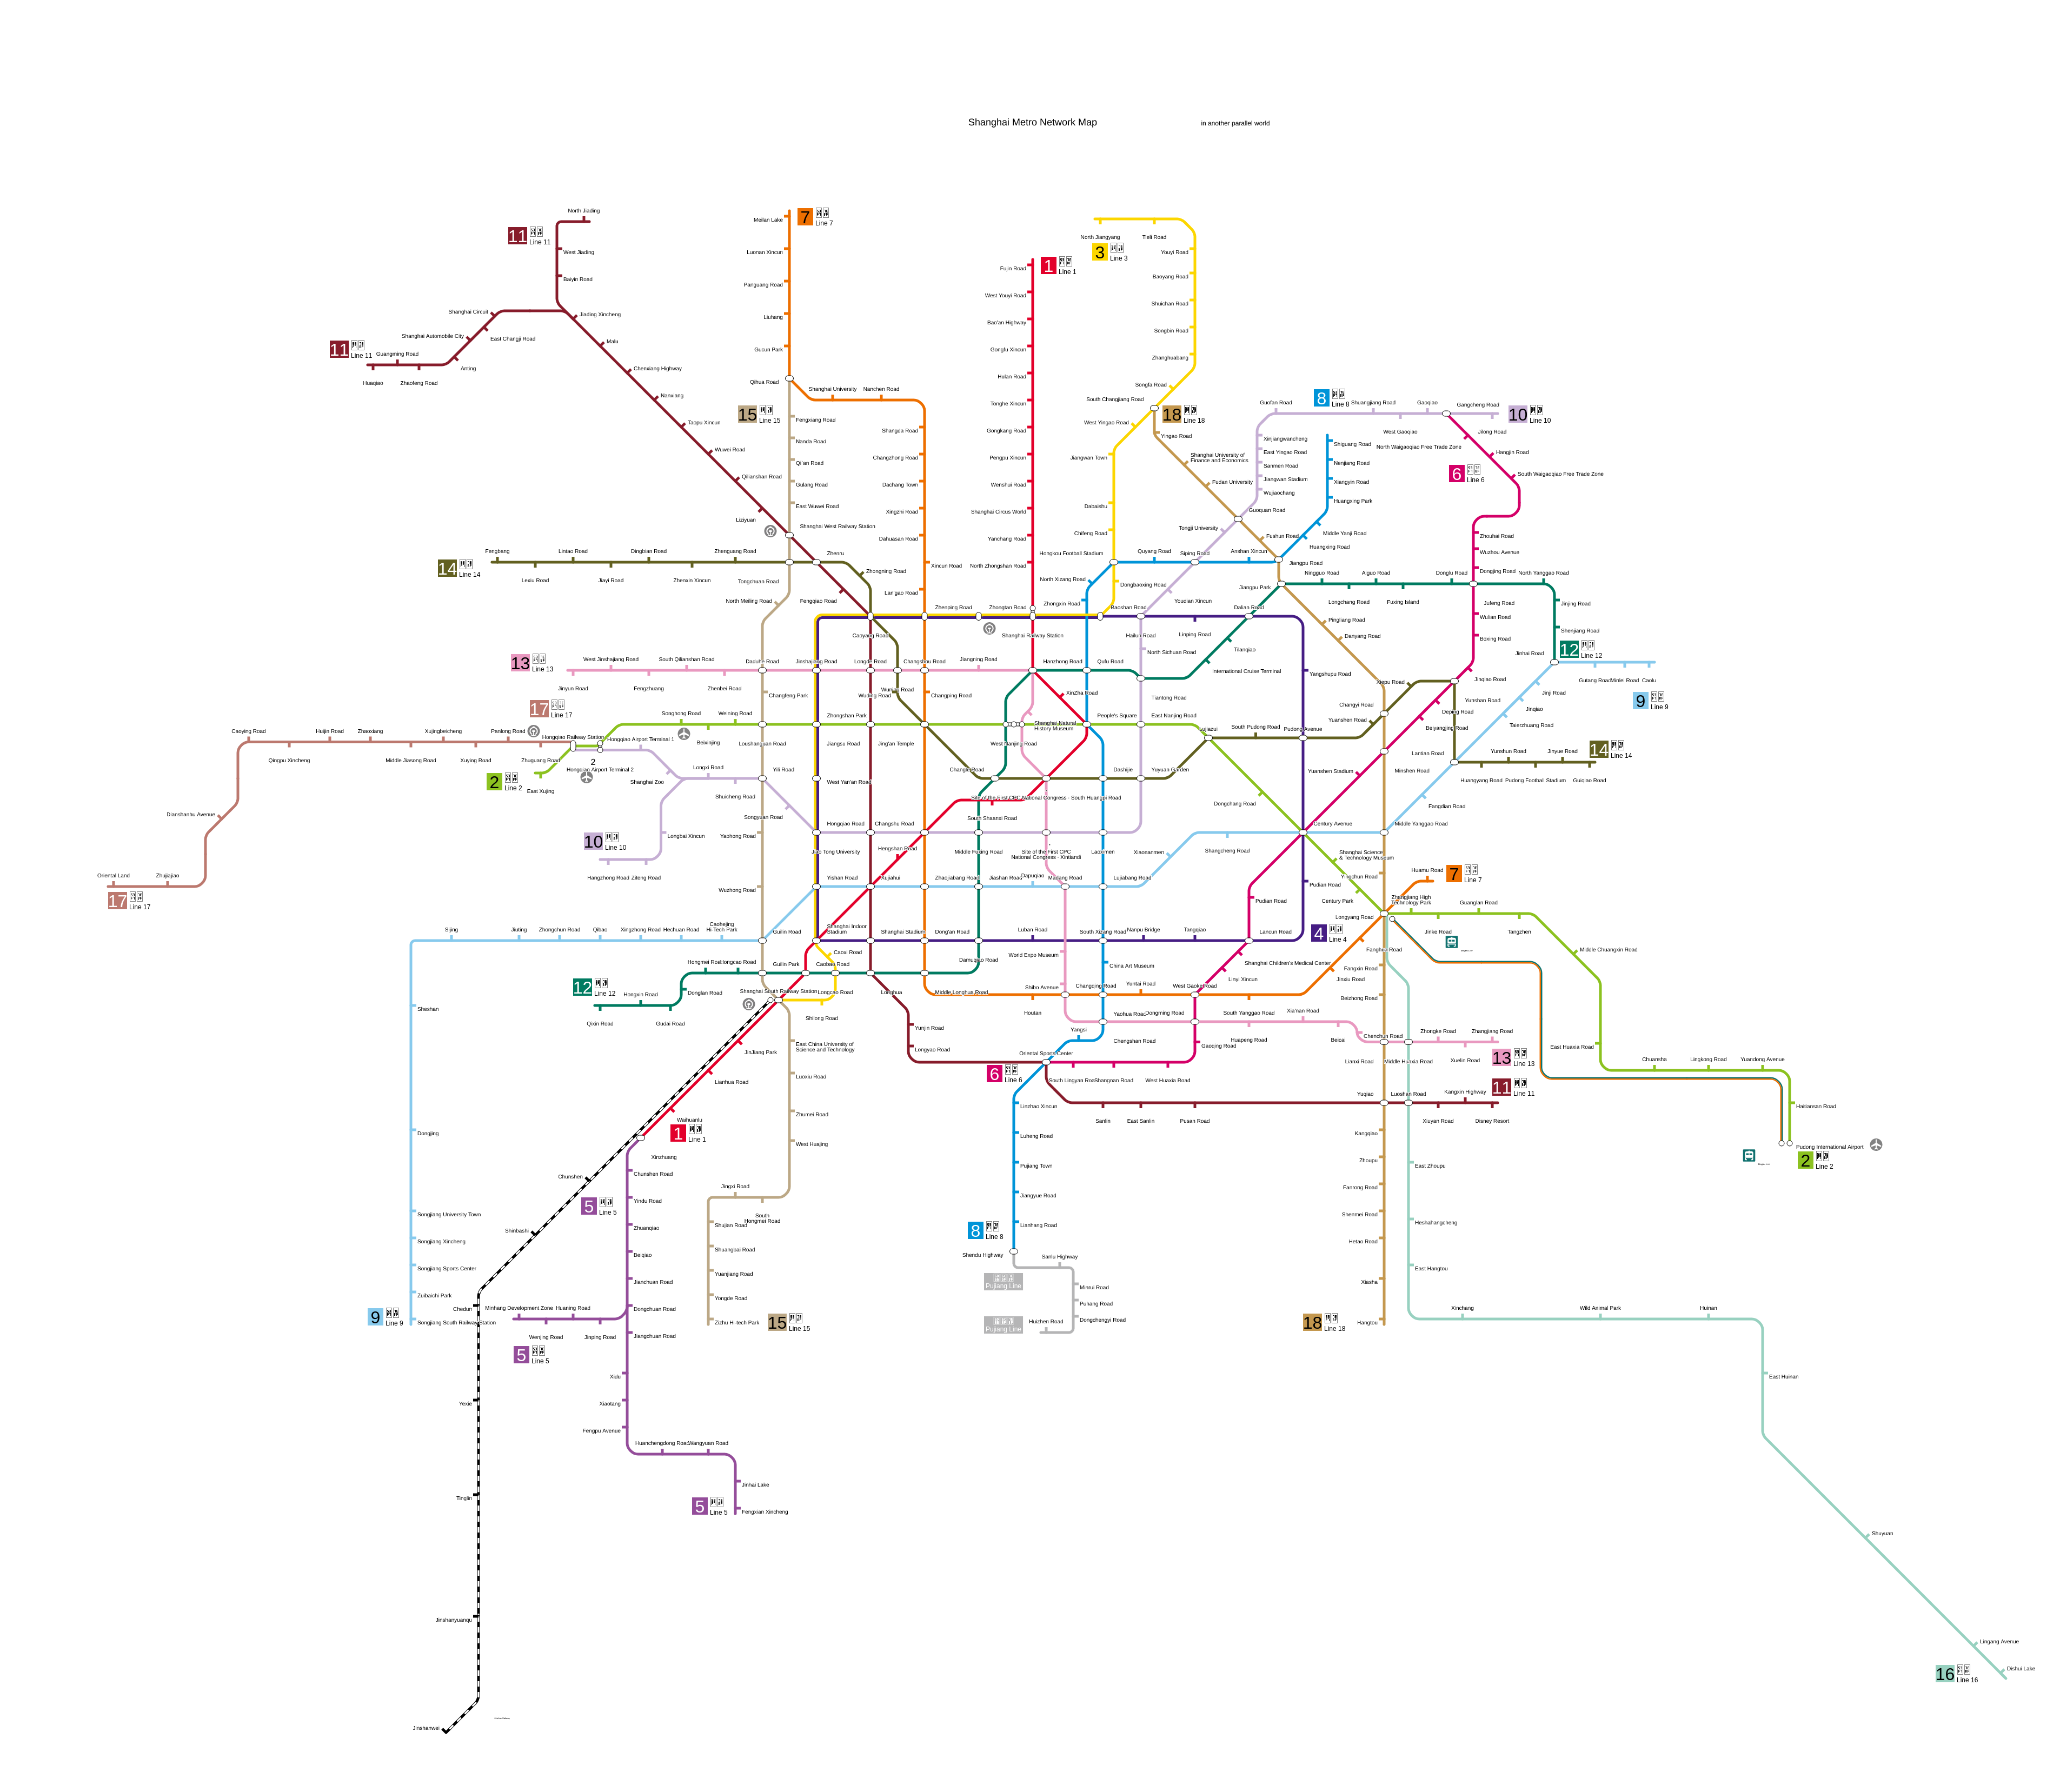 Shanghai Metro Network Map
in another parallel world
North Jiading
11
Line 11
West Jiading
Baiyin Road
Shanghai Circuit
Jiading Xincheng
Shanghai Automobile City
East Changji Road
11
Line 11
Guangming Road
Anting
Huaqiao
Zhaofeng Road
Malu
Chenxiang Highway
Nanxiang
Taopu Xincun
Wuwei Road
Qilianshan Road
Liziyuan
Meilan Lake
7
Line 7
Luonan Xincun
Panguang Road
Liuhang
Gucun Park
Qihua Road
Shanghai University
Nanchen Road
15
Line 15
Fengxiang Road
Nanda Road
Qi'an Road
Gulang Road
East Wuwei Road
Shanghai West Railway Station
Shangda Road
Changzhong Road
Dachang Town
Xingzhi Road
Dahuasan Road
Xincun Road
Lan'gao Road
1
Line 1
Fujin Road
West Youyi Road
Bao'an Highway
Gongfu Xincun
Hulan Road
Tonghe Xincun
Gongkang Road
Pengpu Xincun
Wenshui Road
Shanghai Circus World
Yanchang Road
North Zhongshan Road
North Jiangyang
Tieli Road
3
Line 3
Youyi Road
Baoyang Road
Shuichan Road
Songbin Road
Zhanghuabang
Songfa Road
South Changjiang Road
18
Line 18
West Yingao Road
Yingao Road
Jiangwan Town
Shanghai University of
Finance and Economics
Fudan University
Dabaishu
Chifeng Road
Hongkou Football Stadium
Guofan Road
8
Line 8
Shuangjiang Road
Gaoqiao
Gangcheng Road
10
Line 10
Xinjiangwancheng
East Yingao Road
Sanmen Road
Jiangwan Stadium
Wujiaochang
Guoquan Road
Tongji University
Fushun Road
Shiguang Road
Nenjiang Road
Xiangyin Road
Huangxing Park
Middle Yanji Road
Huangxing Road
West Gaoqiao
North Waigaoqiao Free Trade Zone
Jilong Road
Hangjin Road
South Waigaoqiao Free Trade Zone
6
Line 6
Zhouhai Road
Wuzhou Avenue
Dongjing Road
14
Line 14
Fengbang
Lintao Road
Dingbian Road
Zhenguang Road
Lexiu Road
Jiayi Road
Zhenxin Xincun
Tongchuan Road
Zhenru
Zhongning Road
North Meiling Road
Fengqiao Road
Caoyang Road
Zhenping Road
Zhongtan Road
Shanghai Railway Station
North Xizang Road
Zhongxin Road
Quyang Road
Siping Road
Anshan Xincun
Jiangpu Road
Jiangpu Park
Dongbaoxing Road
Youdian Xincun
Baoshan Road
Dalian Road
Hailun Road
Linping Road
North Sichuan Road
Tilanqiao
International Cruise Terminal
Yangshupu Road
Ningguo Road
Aiguo Road
Donglu Road
North Yanggao Road
Longchang Road
Fuxing Island
Jufeng Road
Wulian Road
Boxing Road
Pingliang Road
Danyang Road
Jinjing Road
Shenjiang Road
12
Line 12
Jinhai Road
Gutang Road
Minlei Road
Caolu
9
Line 9
13
Line 13
West Jinshajiang Road
South Qilianshan Road
Daduhe Road
Jinshajiang Road
Longde Road
Changshou Road
Jiangning Road
Hanzhong Road
Qufu Road
Jinyun Road
Fengzhuang
Zhenbei Road
Changfeng Park
Wuding Road
Wuning Road
Changping Road
XinZha Road
Tiantong Road
Xiepu Road
Jinqiao Road
Yunshan Road
Jinji Road
Jinqiao
Taierzhuang Road
Deping Road
Beiyangjing Road
Changyi Road
Yuanshen Road
17
Line 17
Songhong Road
Weining Road
Zhongshan Park
Shanghai Natural
History Museum
People's Square
East Nanjing Road
Lujiazui
South Pudong Road
Pudong Avenue
Caoying Road
Huijin Road
Zhaoxiang
Xujingbeicheng
Panlong Road
Hongqiao Railway Station
Hongqiao Airport Terminal 1
Beixinjing
Loushanguan Road
Jiangsu Road
Jing'an Temple
West Nanjing Road
Qingpu Xincheng
Middle Jiasong Road
Xuying Road
Zhuguang Road
2
Hongqiao Airport Terminal 2
2
Line 2
East Xujing
Shanghai Zoo
Longxi Road
Yili Road
Shuicheng Road
West Yan'an Road
Changle Road
Dashijie
Yuyuan Garden
Lantian Road
Minshen Road
Yunshun Road
Jinyue Road
14
Line 14
Huangyang Road
Pudong Football Stadium
Guiqiao Road
Yuanshen Stadium
Dongchang Road
Site of the First CPC National Congress · South Huangpi Road
Fangdian Road
Dianshanhu Avenue
South Shaanxi Road
Songyuan Road
Longbai Xincun
Yaohong Road
Hongqiao Road
Changshu Road
Century Avenue
Middle Yanggao Road
10
Line 10
Hangzhong Road
Ziteng Road
Jiao Tong University
Hengshan Road
Middle Fuxing Road
Site of the First CPC
National Congress · Xintiandi
Laoximen
Xiaonanmen
Shangcheng Road
Shanghai Science
& Technology Museum
Oriental Land
Zhujiajiao
17
Line 17
Wuzhong Road
Yishan Road
Xujiahui
Zhaojiabang Road
Jiashan Road
Dapuqiao
Madang Road
Lujiabang Road
Pudian Road
Pudian Road
Yingchun Road
Century Park
Huamu Road
7
Line 7
Zhangjiang High
Technology Park
Guanglan Road
Longyang Road
Jinke Road
Tangzhen
Middle Chuangxin Road
Sijing
Jiuting
Zhongchun Road
Qibao
Xingzhong Road
Hechuan Road
Caohejing
Hi-Tech Park
Guilin Road
Shanghai Indoor
Stadium
Shanghai Stadium
Dong'an Road
Luban Road
South Xizang Road
Nanpu Bridge
Tangqiao
Lancun Road
4
Line 4
Caoxi Road
Hongmei Road
Hongcao Road
Guilin Park
Caobao Road
Damuqiao Road
World Expo Museum
China Art Museum
Shanghai Children's Medical Center
Linyi Xincun
Fanghua Road
Fangxin Road
Jinxiu Road
Beizhong Road
12
Line 12
Hongxin Road
Donglan Road
Qixin Road
Gudai Road
Shanghai South Railway Station
Longcao Road
Shilong Road
Longhua
Middle Longhua Road
Shibo Avenue
Houtan
Changqing Road
Yuntai Road
West Gaoke Road
Sheshan
Yaohua Road
Dongming Road
South Yanggao Road
Xia'nan Road
Yunjin Road
Longyao Road
Yangsi
Chengshan Road
Gaoqing Road
Huapeng Road
Beicai
Chenchun Road
Zhongke Road
Zhangjiang Road
13
Line 13
East Huaxia Road
East China University of
Science and Technology
JinJiang Park
Lianhua Road
Waihuanlu
1
Line 1
Xinzhuang
Luoxiu Road
Zhumei Road
West Huajing
Oriental Sports Center
6
Line 6
South Lingyan Road
Shangnan Road
West Huaxia Road
Lianxi Road
Middle Huaxia Road
Xuelin Road
Chuansha
Lingkong Road
Yuandong Avenue
Yuqiao
Luoshan Road
Kangxin Highway
11
Line 11
Sanlin
East Sanlin
Pusan Road
Xiuyan Road
Disney Resort
Haitiansan Road
Pudong International Airport
2
Line 2
Dongjing
Chunshen
Chunshen Road
5
Line 5
Yindu Road
Zhuanqiao
Beiqiao
Jianchuan Road
Dongchuan Road
Jiangchuan Road
Xinbashi
Songjiang University Town
Songjiang Xincheng
Songjiang Sports Center
Zuibaichi Park
Songjiang South Railway Station
9
Line 9
Chedun
Minhang Development Zone
Huaning Road
Wenjing Road
Jinping Road
5
Line 5
Jingxi Road
South
Hongmei Road
Shujian Road
Shuangbai Road
Yuanjiang Road
Yongde Road
Zizhu Hi-tech Park
15
Line 15
Linzhao Xincun
Luheng Road
Pujiang Town
Jiangyue Road
Lianhang Road
8
Line 8
Shendu Highway
Sanlu Highway
Pujiang Line
Minrui Road
Puhang Road
Dongchengyi Road
Huizhen Road
Pujiang Line
Kangqiao
Zhoupu
Fanrong Road
Shenmei Road
Hetao Road
Xiasha
Hangtou
18
Line 18
East Zhoupu
Heshahangcheng
East Hangtou
Xinchang
Wild Animal Park
Huinan
East Huinan
Shuyuan
Lingang Avenue
Dishui Lake
16
Line 16
Xidu
Xiaotang
Fengpu Avenue
Huanchengdong Road
Wangyuan Road
Jinhai Lake
Fengxian Xincheng
5
Line 5
Yexie
Tinglin
Jinshanyuanqu
Jinshanwei